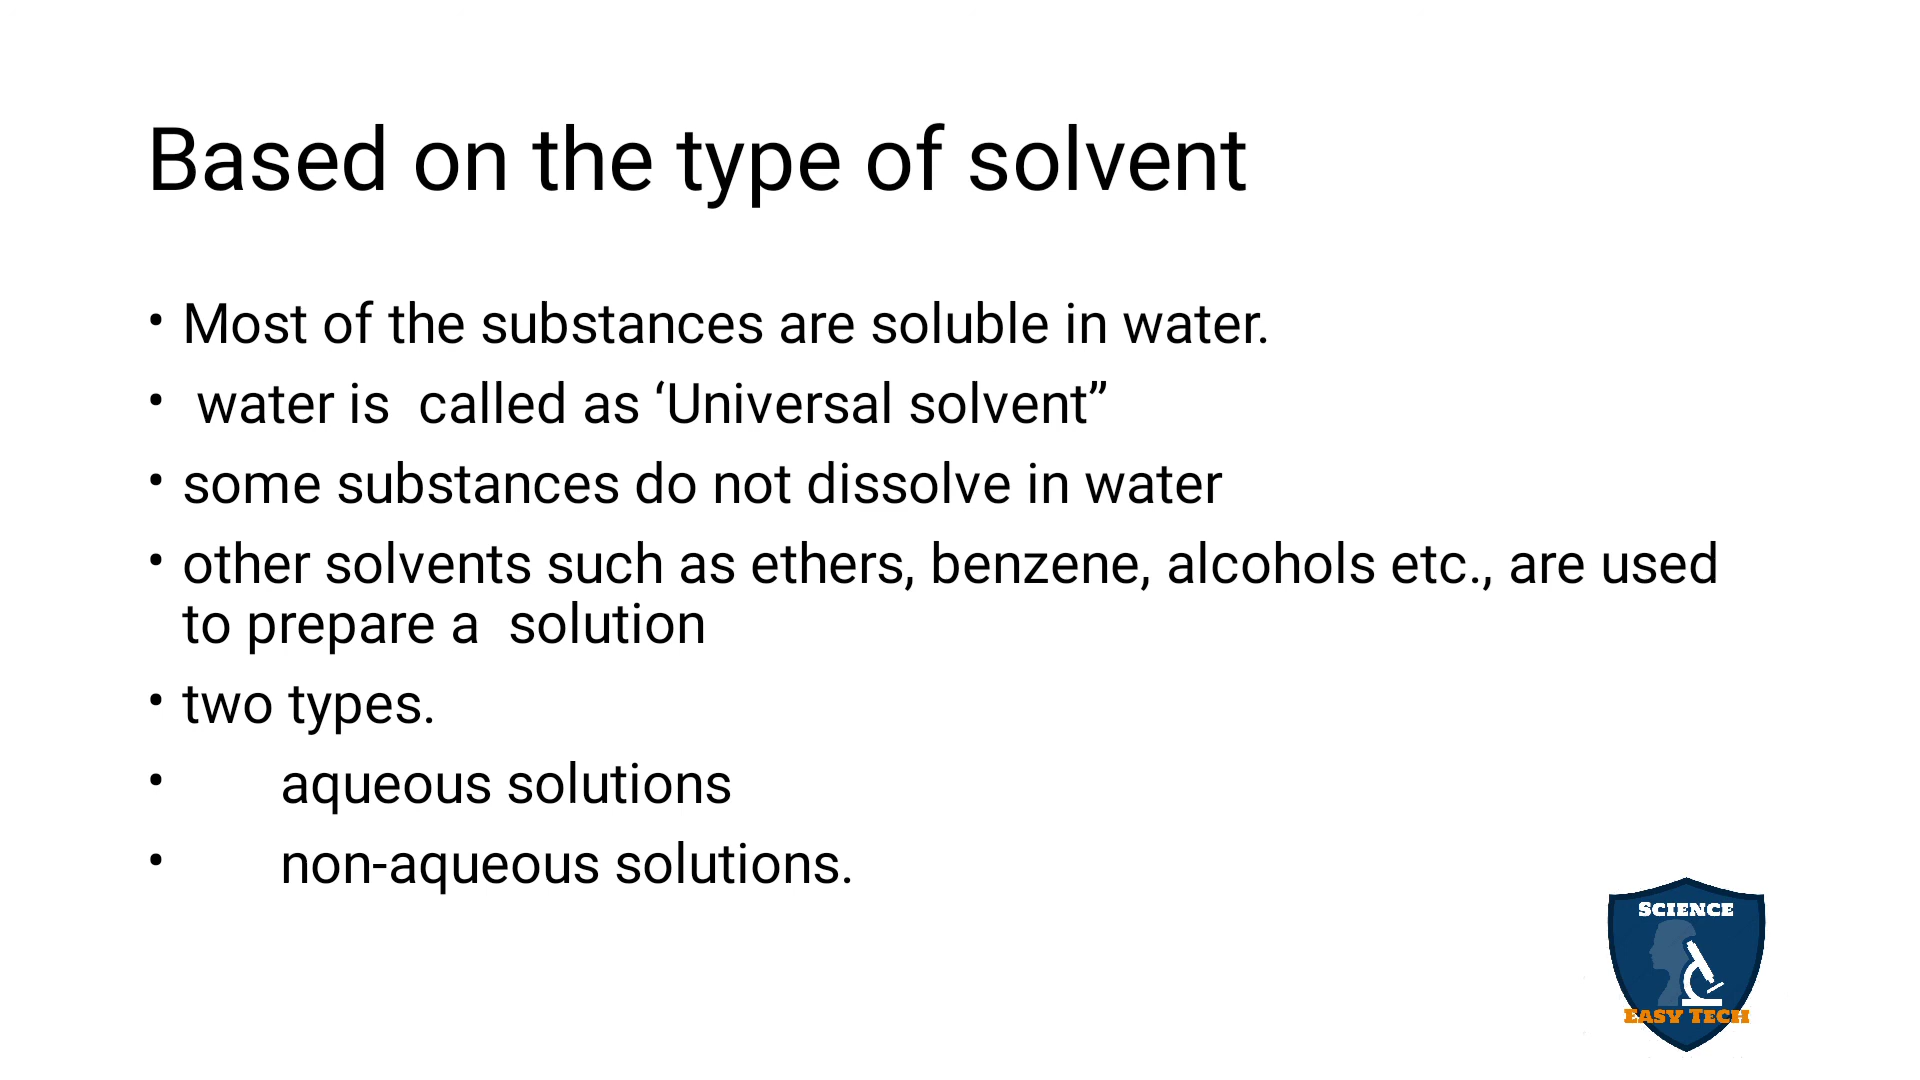 Based on the type of solvent
• Most of the substances are soluble in water.
•  water is  called as ‘Universal solvent”
• some substances do not dissolve in water
• other solvents such as ethers, benzene, alcohols etc., are used
to prepare a  solution
• two types.
•       aqueous solutions
•       non-aqueous solutions.
SCIENCE
EASY TECH